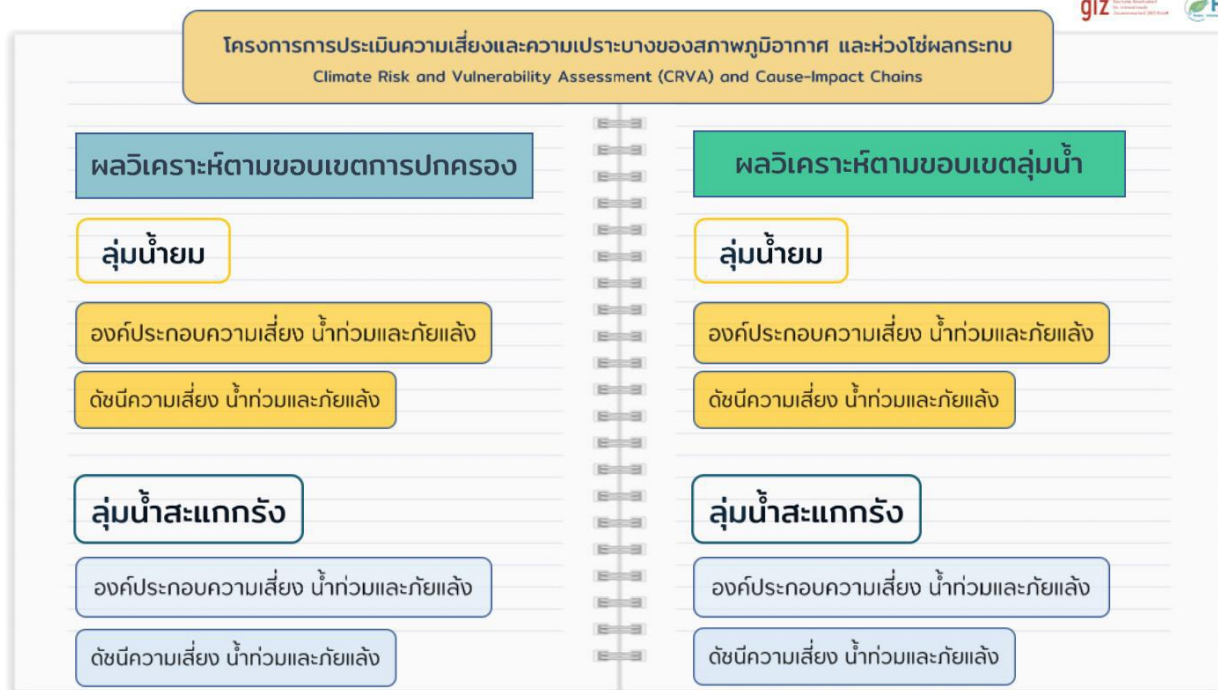 giz
โครงการการประเมินความเสี่ยงและความเปราะบางของสภาพภูมิอากาศ และห่วงโซ่ผลกระทบ
Climate Risk and Vulnerability Assessment (CRVA) and Cause-Impact Chains
ผลวิเคราะห์ตามขอบเขตการปกครอง
ลุ่มน้ำยม
องค์ประกอบความเสี่ยง น้ำท่วมและภัยแล้ง
ดัชนีความเสี่ยง น้ำท่วมและภัยแล้ง
ลุ่มน้ำสะแกกรัง
องค์ประกอบความเสี่ยง น้ำท่วมและภัยแล้ง
ดัชนีความเสี่ยง น้ำท่วมและภัยแล้ง
ผลวิเคราะห์ตามขอบเขตลุ่มน้ำ
ลุ่มน้ำยม
องค์ประกอบความเสี่ยง น้ำท่วมและภัยแล้ง
ดัชนีความเสี่ยง น้ำท่วมและภัยแล้ง
ลุ่มน้ำสะแกกรัง
องค์ประกอบความเสี่ยง น้ำท่วมและภัยแล้ง
ดัชนีความเสี่ยง น้ำท่วมและภัยแล้ง